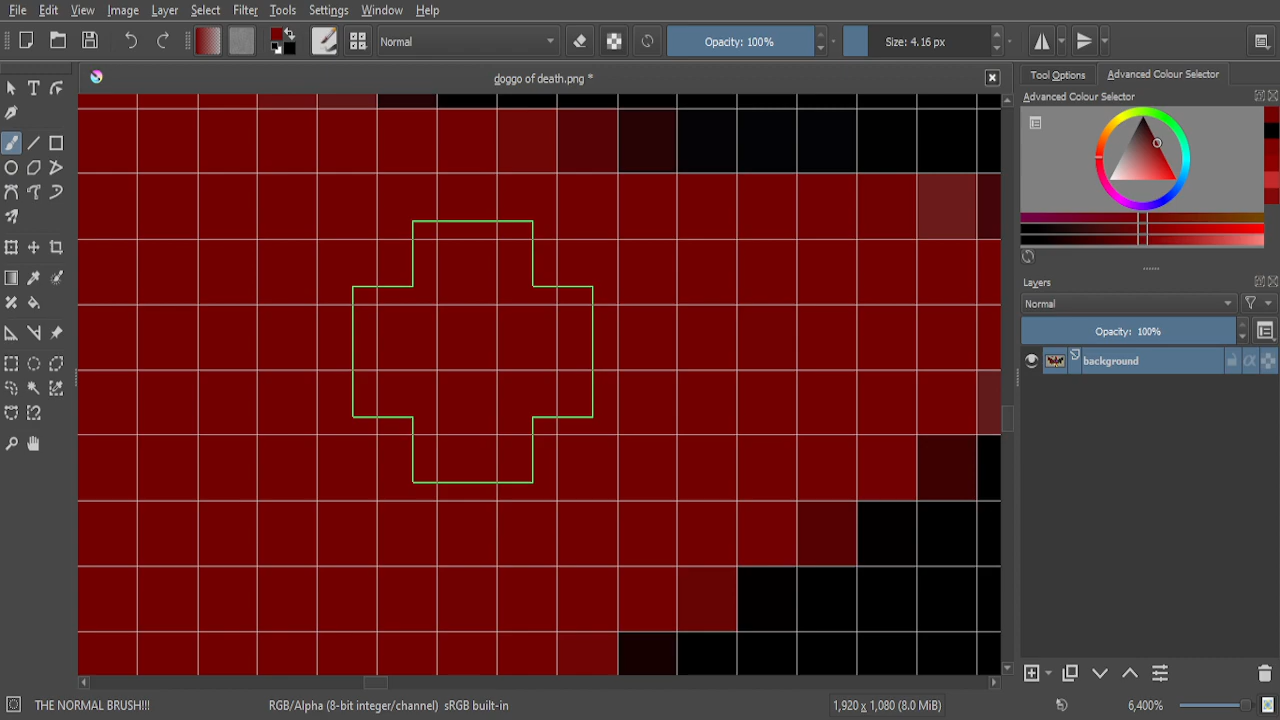 File Edit View Image Layer Select Filter Tools Settings Window Help
Normal Opacity: 100% Size: 4.16 px
doggo of death.png *
Tool Options Advanced Colour Selector
Advanced Colour Selector
Layers
Normal
Opacity: 100%
background
THE NORMAL BRUSH!!! RGB/Alpha (8-bit integer/channel) sRGB built-in 1,920 x 1,080 (8.0 MiB) 6,400%